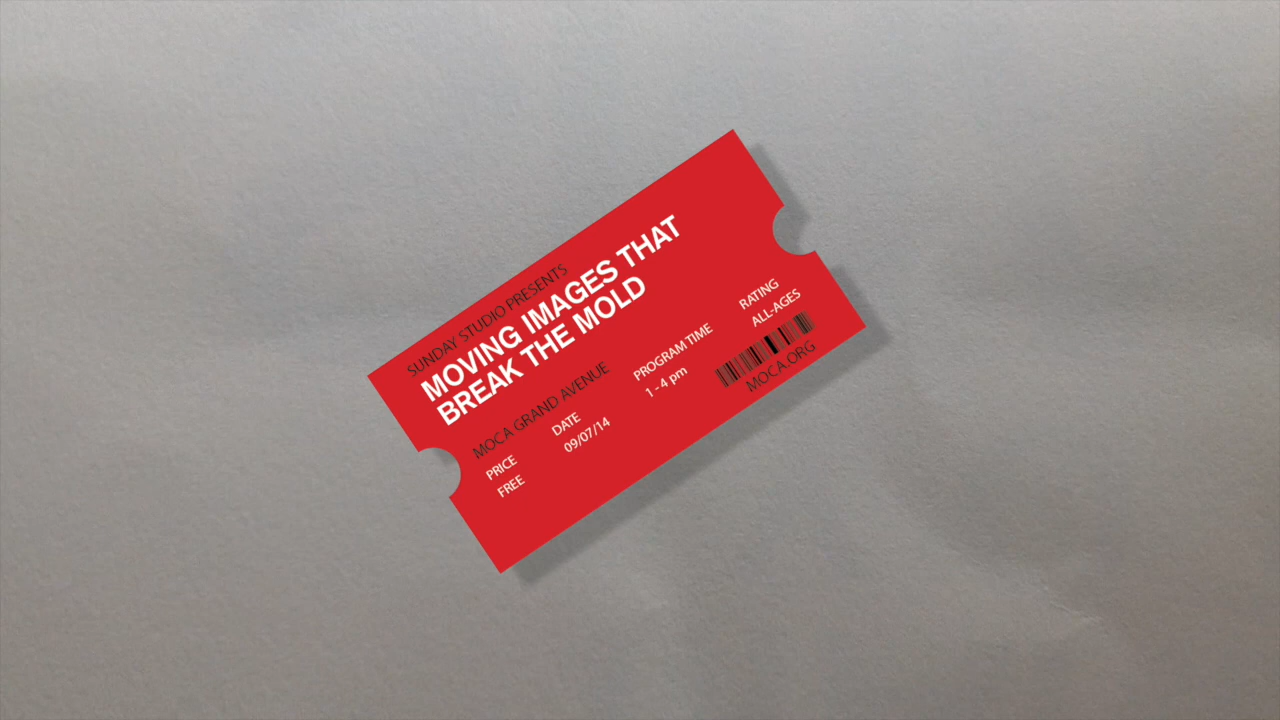 SUNDAY STUDIO PRESENTS
MOVING IMAGES THAT
BREAK THE MOLD
MOCA GRAND AVENUE
PRICE
FREE
DATE
09/07/14
PROGRAM TIME
1 - 4 pm
RATING
ALL-AGES
MOCA.ORG